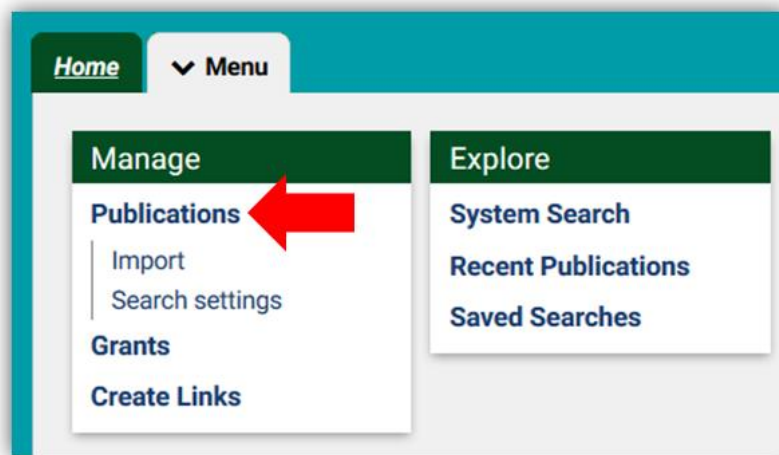 Home
Menu
Manage
Publications
Import
Search settings
Grants
Create Links
Explore
System Search
Recent Publications
Saved Searches